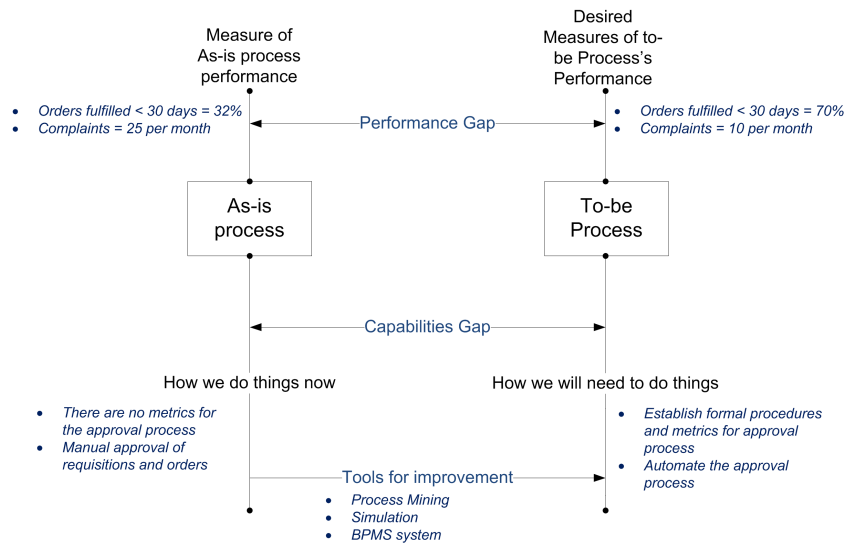 Measure of
As-is process
performance
Desired
Measures of to-
be Process's
Performance
• Orders fulfilled < 30 days = 32%
• Complaints = 25 per month
Performance Gap
• Orders fulfilled < 30 days = 70%
• Complaints = 10 per month
As-is
process
To-be
Process
Capabilities Gap
How we do things now
How we will need to do things
• There are no metrics for
the approval process
• Manual approval of
requisitions and orders
• Establish formal procedures
and metrics for approval
process
• Automate the approval
process
Tools for improvement
• Process Mining
• Simulation
• BPMS system